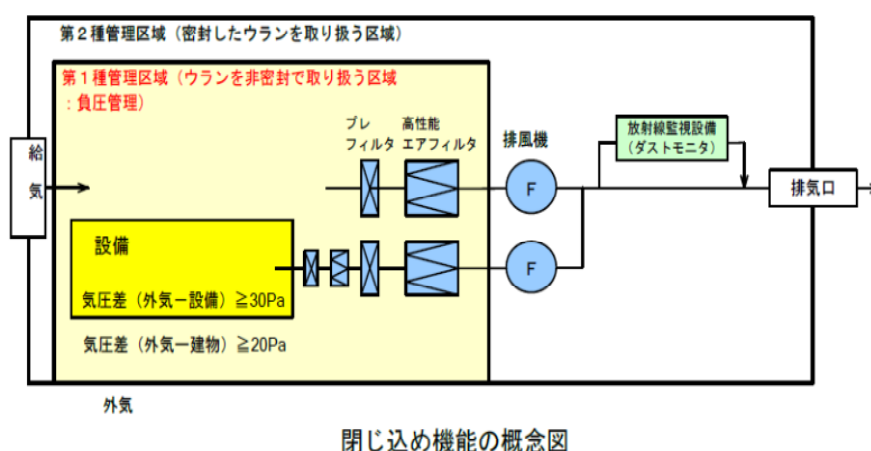 第２種管理区域（密封したウランを取り扱う区域）
第１種管理区域（ウランを非密封で取り扱う区域
：負圧管理）
プレ
フィルタ
高性能
エアフィルタ
排風機
放射線監視設備
（ダストモニタ）
給
気
F
排気口
設備
F
気圧差（外気ー設備）≧30Pa
気圧差（外気ー建物）≧20Pa
外気
閉じ込め機能の概念図